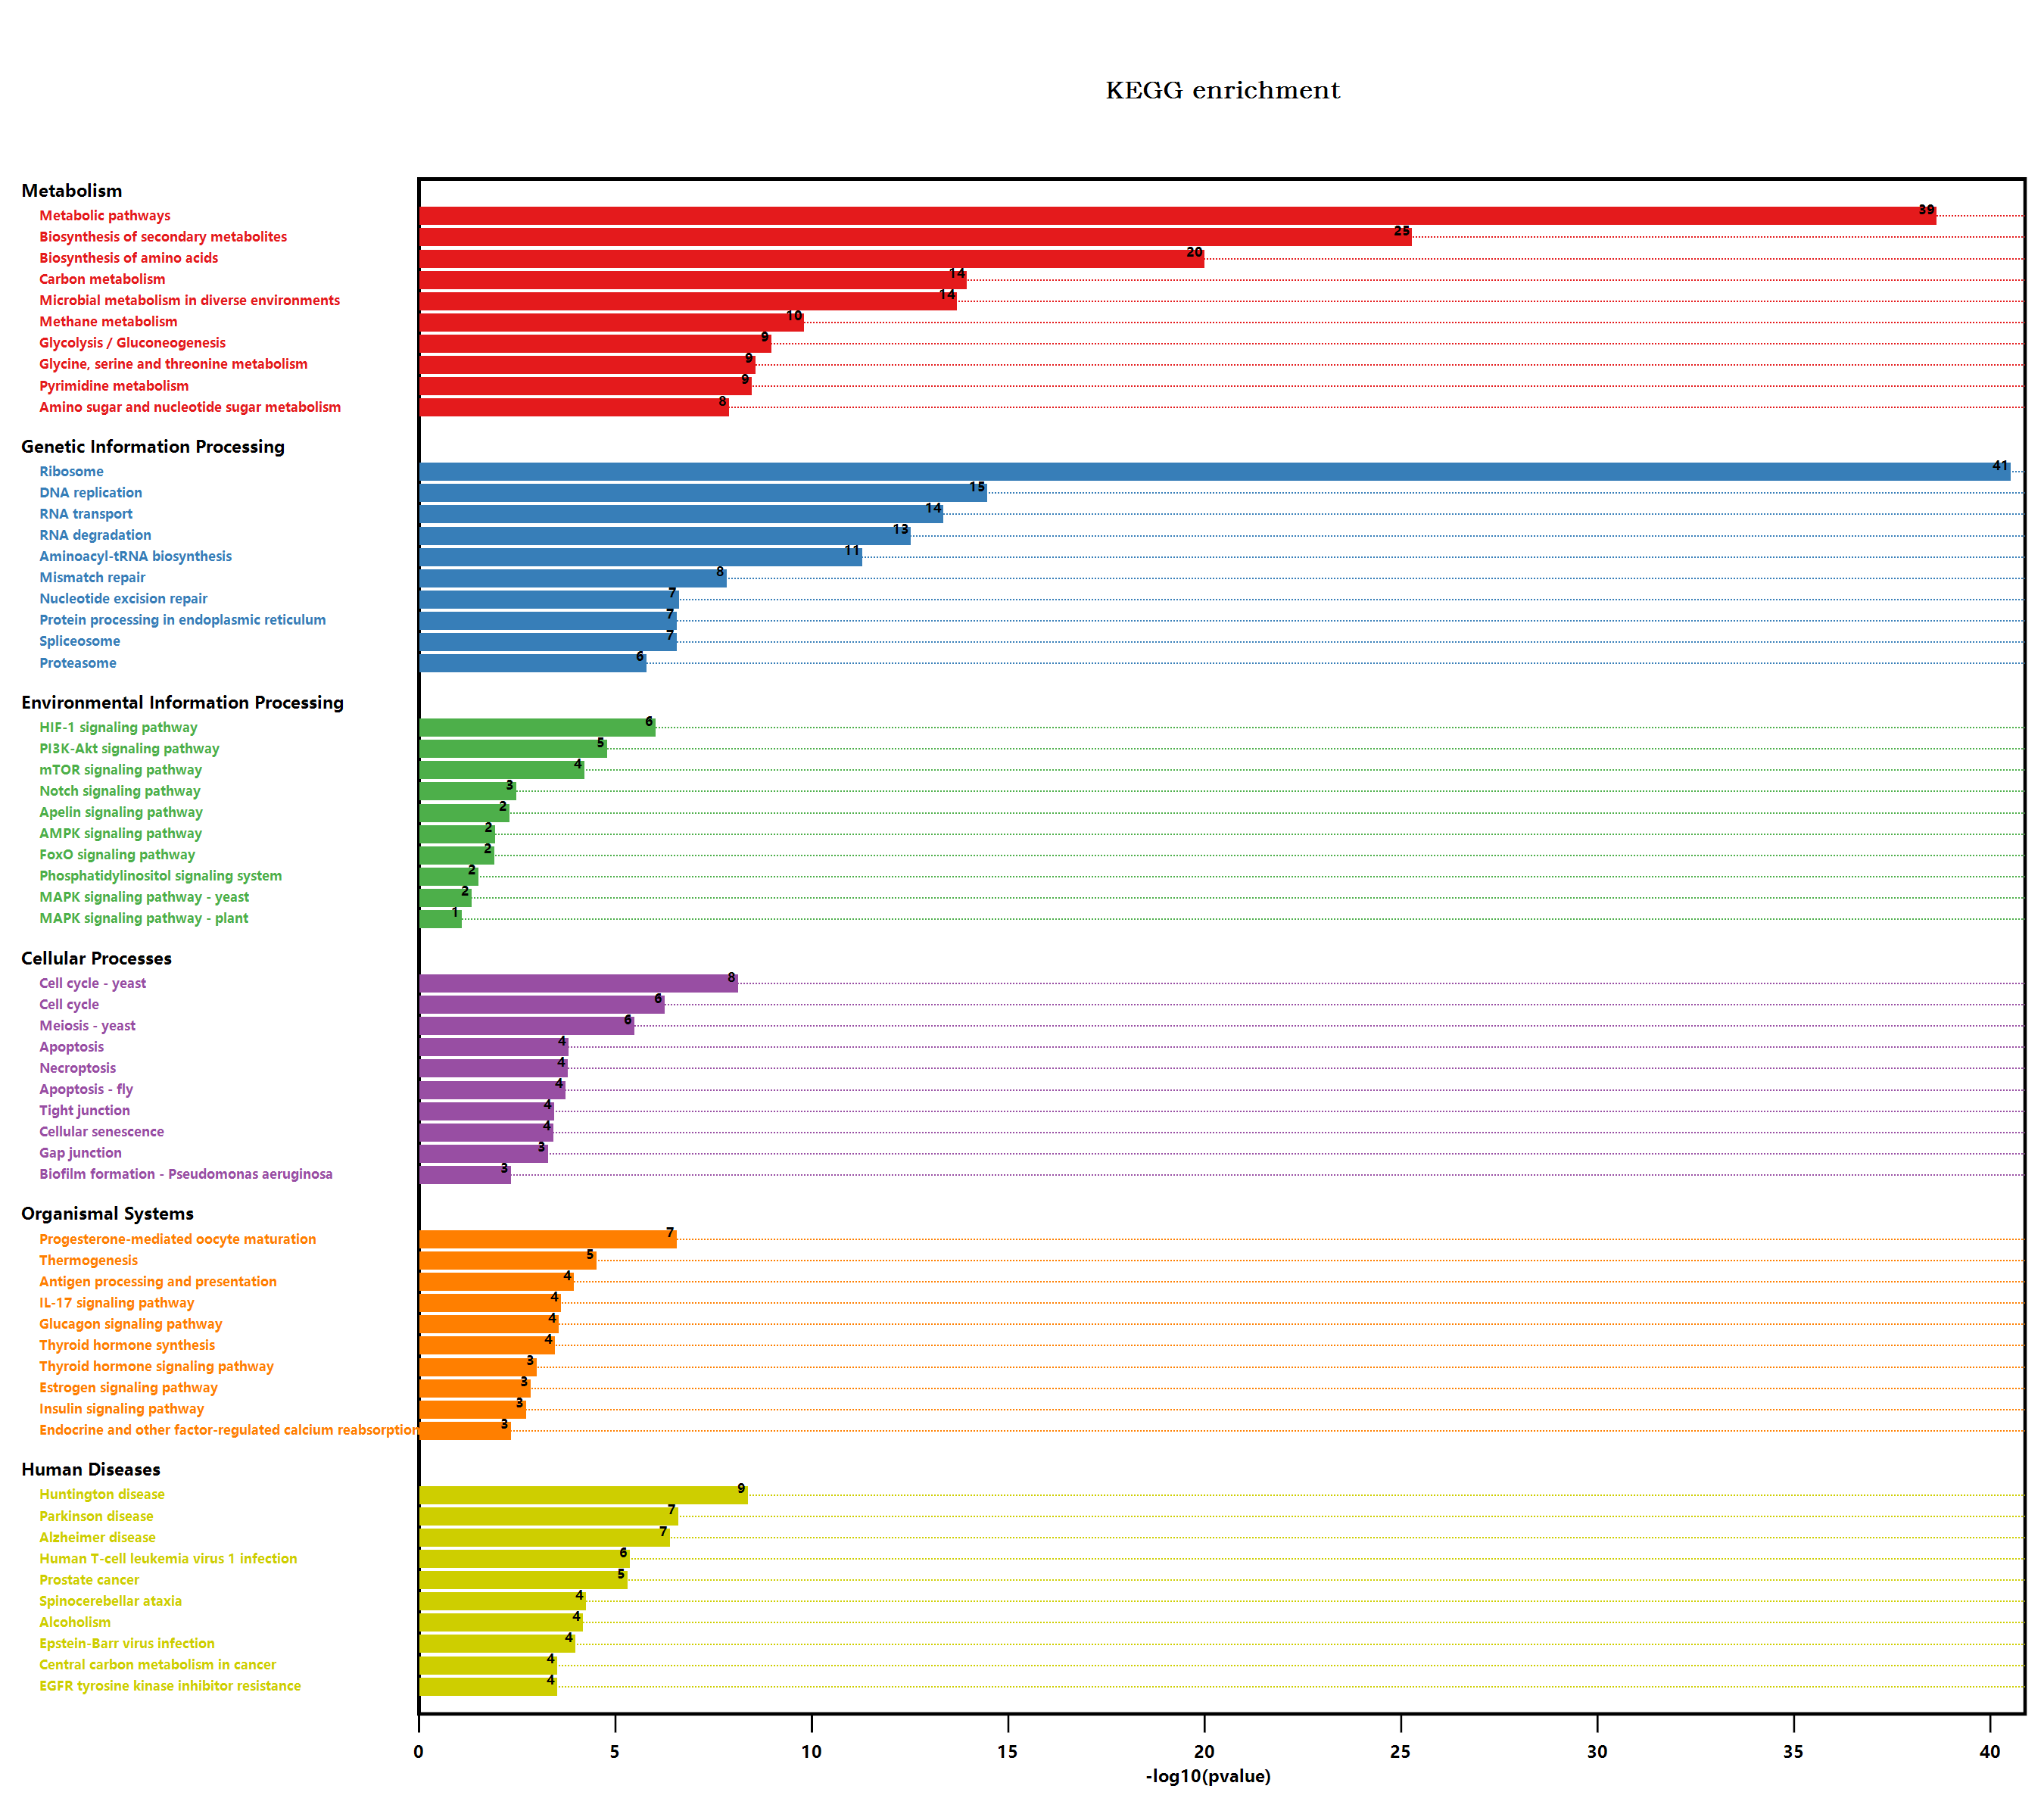 KEGG enrichment
Metabolism
Metabolic pathways 39
Biosynthesis of secondary metabolites 25
Biosynthesis of amino acids 20
Carbon metabolism 14
Microbial metabolism in diverse environments 14
Methane metabolism 10
Glycolysis / Gluconeogenesis 9
Glycine, serine and threonine metabolism 9
Pyrimidine metabolism 9
Amino sugar and nucleotide sugar metabolism 8
Genetic Information Processing
Ribosome 41
DNA replication 15
RNA transport 14
RNA degradation 13
Aminoacyl-tRNA biosynthesis 11
Mismatch repair 8
Nucleotide excision repair 7
Protein processing in endoplasmic reticulum 7
Spliceosome 7
Proteasome 6
Environmental Information Processing
HIF-1 signaling pathway 6
PI3K-Akt signaling pathway 5
mTOR signaling pathway 4
Notch signaling pathway 3
Apelin signaling pathway 2
AMPK signaling pathway 2
FoxO signaling pathway 2
Phosphatidylinositol signaling system 2
MAPK signaling pathway - yeast 2
MAPK signaling pathway - plant 1
Cellular Processes
Cell cycle - yeast 8
Cell cycle 6
Meiosis - yeast 6
Apoptosis 4
Necroptosis 4
Apoptosis - fly 4
Tight junction 4
Cellular senescence 4
Gap junction 3
Biofilm formation - Pseudomonas aeruginosa 3
Organismal Systems
Progesterone-mediated oocyte maturation 7
Thermogenesis 5
Antigen processing and presentation 4
IL-17 signaling pathway 4
Glucagon signaling pathway 4
Thyroid hormone synthesis 4
Thyroid hormone signaling pathway 3
Estrogen signaling pathway 3
Insulin signaling pathway 3
Endocrine and other factor-regulated calcium reabsorption 3
Human Diseases
Huntington disease 9
Parkinson disease 7
Alzheimer disease 7
Human T-cell leukemia virus 1 infection 6
Prostate cancer 5
Spinocerebellar ataxia 4
Alcoholism 4
Epstein-Barr virus infection 4
Central carbon metabolism in cancer 4
EGFR tyrosine kinase inhibitor resistance 4
0 5 10 15 20 25 30 35 40
-log10(pvalue)